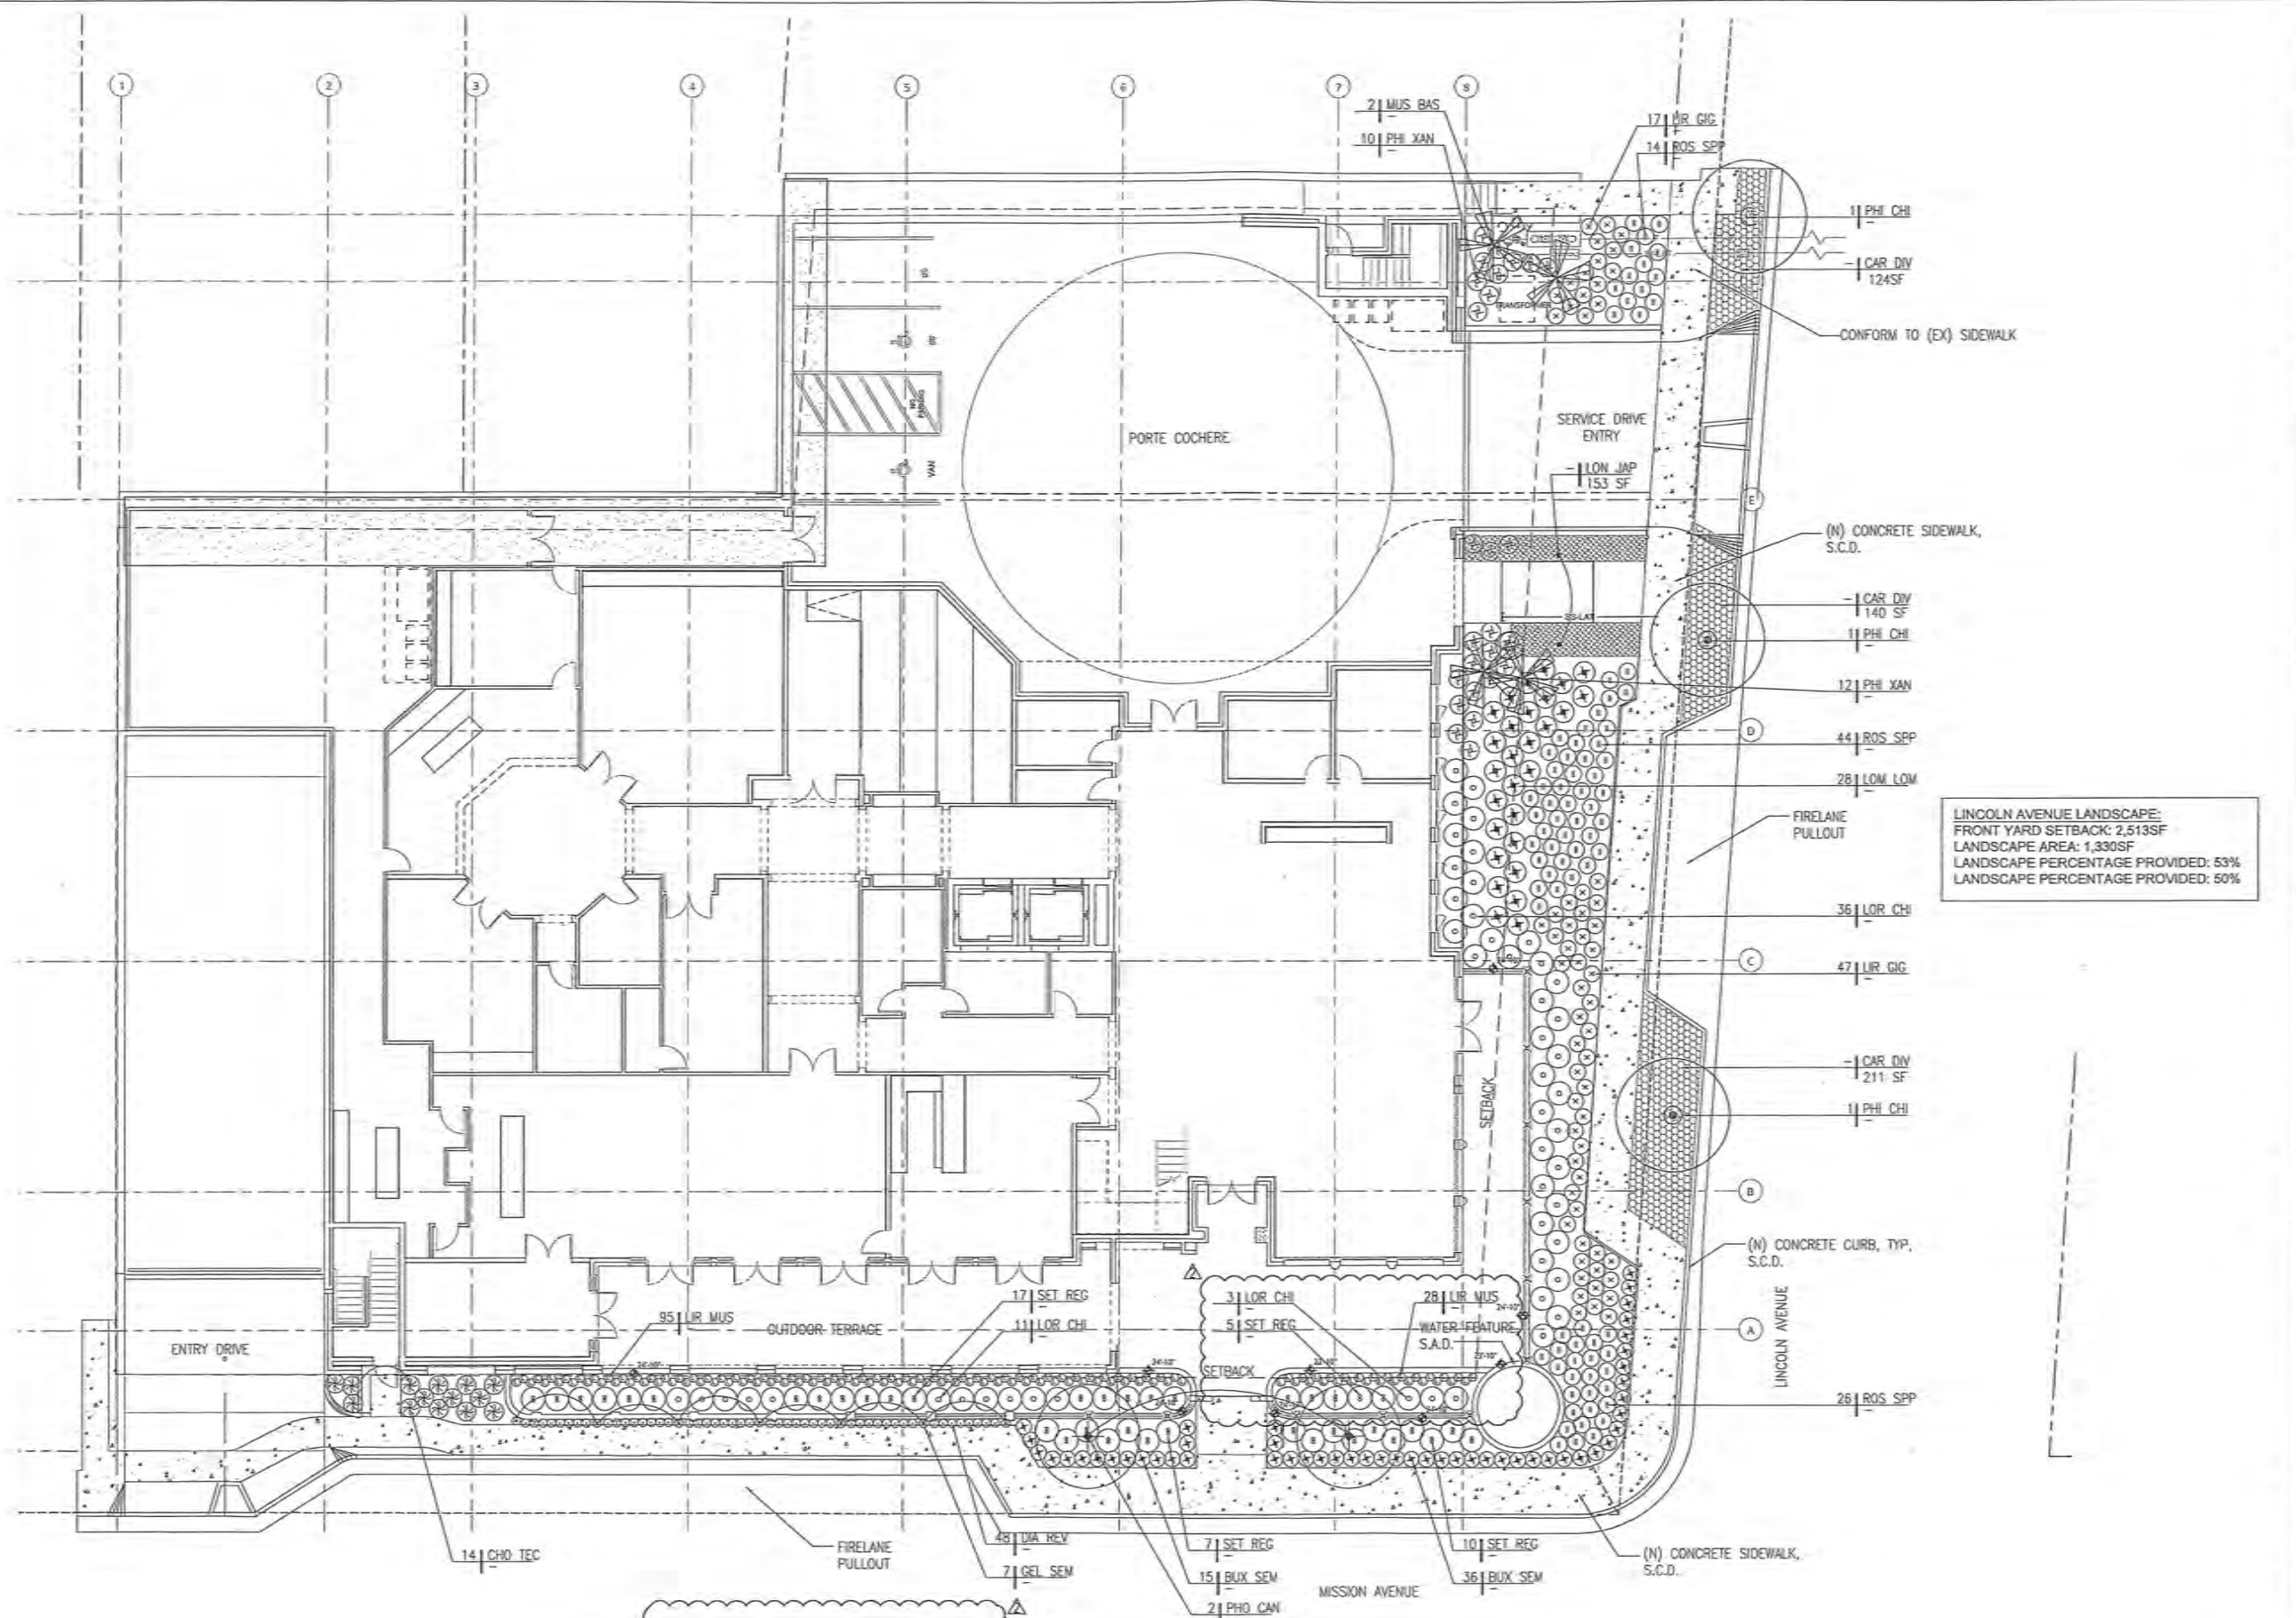 1
2
3
4
5
6
7
8
2 MUS BAS
-
10 PHI XAN
-
17 LIR GIG
-
14 ROS SPP
1 PHI CHI
-
- CAR DIV
124SF
CONFORM TO (EX) SIDEWALK
TRANSFORMER
NO
PARKING
VAN
PORTE COCHERE
SERVICE DRIVE
ENTRY
- LON JAP
153 SF
E
(N) CONCRETE SIDEWALK,
S.C.D.
- CAR DIV
140 SF
1 PHI CHI
-
12 PHI XAN
-
D
44 ROS SPP
-
28 LOM LOM
-
FIRELANE
PULLOUT
LINCOLN AVENUE LANDSCAPE:
FRONT YARD SETBACK: 2,513SF
LANDSCAPE AREA: 1,330SF
LANDSCAPE PERCENTAGE PROVIDED: 53%
LANDSCAPE PERCENTAGE PROVIDED: 50%
36 LOR CHI
-
C
47 LIR GIG
-
- CAR DIV
211 SF
SETBACK
1 PHI CHI
-
B
(N) CONCRETE CURB, TYP,
S.C.D.
LINCOLN AVENUE
2
17 SET REG
-
3 LOR CHI
-
28 LIR MUS
-
24'-10"
95 LIR MUS
-
OUTDOOR TERRACE
11 LOR CHI
-
5 SET REG
-
WATER FEATURE
S.A.D.
A
ENTRY DRIVE
SETBACK
26 ROS SPP
-
14 CHO TEC
-
FIRELANE
PULLOUT
48 DIA REV
-
7 GEL SEM
-
7 SET REG
-
15 BUX SEM
-
2 PHO CAN
10 SET REG
-
36 BUX SEM
-
MISSION AVENUE
(N) CONCRETE SIDEWALK,
S.C.D.
2